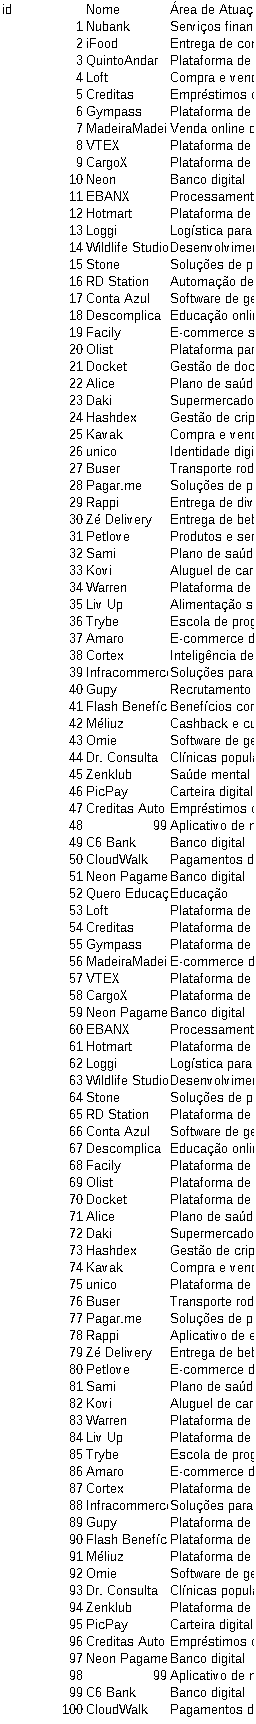 id Nome Área de Atuaç
1 Nubank Serviços finan
2 iFood Entrega de cor
3 QuintoAndar Plataforma de
4 Loft Compra e vend
5 Creditas Empréstimos o
6 Gympass Plataforma de
7 MadeiraMadei Venda online d
8 VTEX Plataforma de
9 CargoX Plataforma de
10 Neon Banco digital
11 EBANX Processament
12 Hotmart Plataforma de
13 Loggi Logística para
14 Wildlife Studio Desenvolvimen
15 Stone Soluções de p
16 RD Station Automação de
17 Conta Azul Software de ge
18 Descomplica Educação onlin
19 Facily E-commerce s
20 Olist Plataforma par
21 Docket Gestão de doc
22 Alice Plano de saúd
23 Daki Supermercado
24 Hashdex Gestão de crip
25 Kavak Compra e vend
26 unico Identidade digi
27 Buser Transporte rod
28 Pagar.me Soluções de p
29 Rappi Entrega de div
30 Zé Delivery Entrega de beb
31 Petlove Produtos e ser
32 Sami Plano de saúd
33 Kovi Aluguel de car
34 Warren Plataforma de
35 Liv Up Alimentação s
36 Trybe Escola de prog
37 Amaro E-commerce d
38 Cortex Inteligência de
39 Infracommerc Soluções para
40 Gupy Recrutamento
41 Flash Benefíc Benefícios cor
42 Méliuz Cashback e cu
43 Omie Software de ge
44 Dr. Consulta Clínicas popula
45 Zenklub Saúde mental
46 PicPay Carteira digital
47 Creditas Auto Empréstimos o
48 99 Aplicativo de m
49 C6 Bank Banco digital
50 CloudWalk Pagamentos d
51 Neon Pagame Banco digital
52 Quero Educaç Educação
53 Loft Plataforma de
54 Creditas Plataforma de
55 Gympass Plataforma de
56 MadeiraMadei E-commerce d
57 VTEX Plataforma de
58 CargoX Plataforma de
59 Neon Pagame Banco digital
60 EBANX Processament
61 Hotmart Plataforma de
62 Loggi Logística para
63 Wildlife Studio Desenvolvimen
64 Stone Soluções de p
65 RD Station Plataforma de
66 Conta Azul Software de ge
67 Descomplica Educação onlin
68 Facily Plataforma de
69 Olist Plataforma de
70 Docket Plataforma de
71 Alice Plano de saúd
72 Daki Supermercado
73 Hashdex Gestão de crip
74 Kavak Compra e vend
75 unico Plataforma de
76 Buser Transporte rod
77 Pagar.me Soluções de p
78 Rappi Aplicativo de e
79 Zé Delivery Entrega de beb
80 Petlove E-commerce d
81 Sami Plano de saúd
82 Kovi Aluguel de car
83 Warren Plataforma de
84 Liv Up Plataforma de
85 Trybe Escola de prog
86 Amaro E-commerce d
87 Cortex Plataforma de
88 Infracommerc Soluções para
89 Gupy Plataforma de
90 Flash Benefíc Plataforma de
91 Méliuz Plataforma de
92 Omie Software de ge
93 Dr. Consulta Clínicas popula
94 Zenklub Plataforma de
95 PicPay Carteira digital
96 Creditas Auto Empréstimos o
97 Neon Pagame Banco digital
98 99 Aplicativo de m
99 C6 Bank Banco digital
100 CloudWalk Pagamentos d